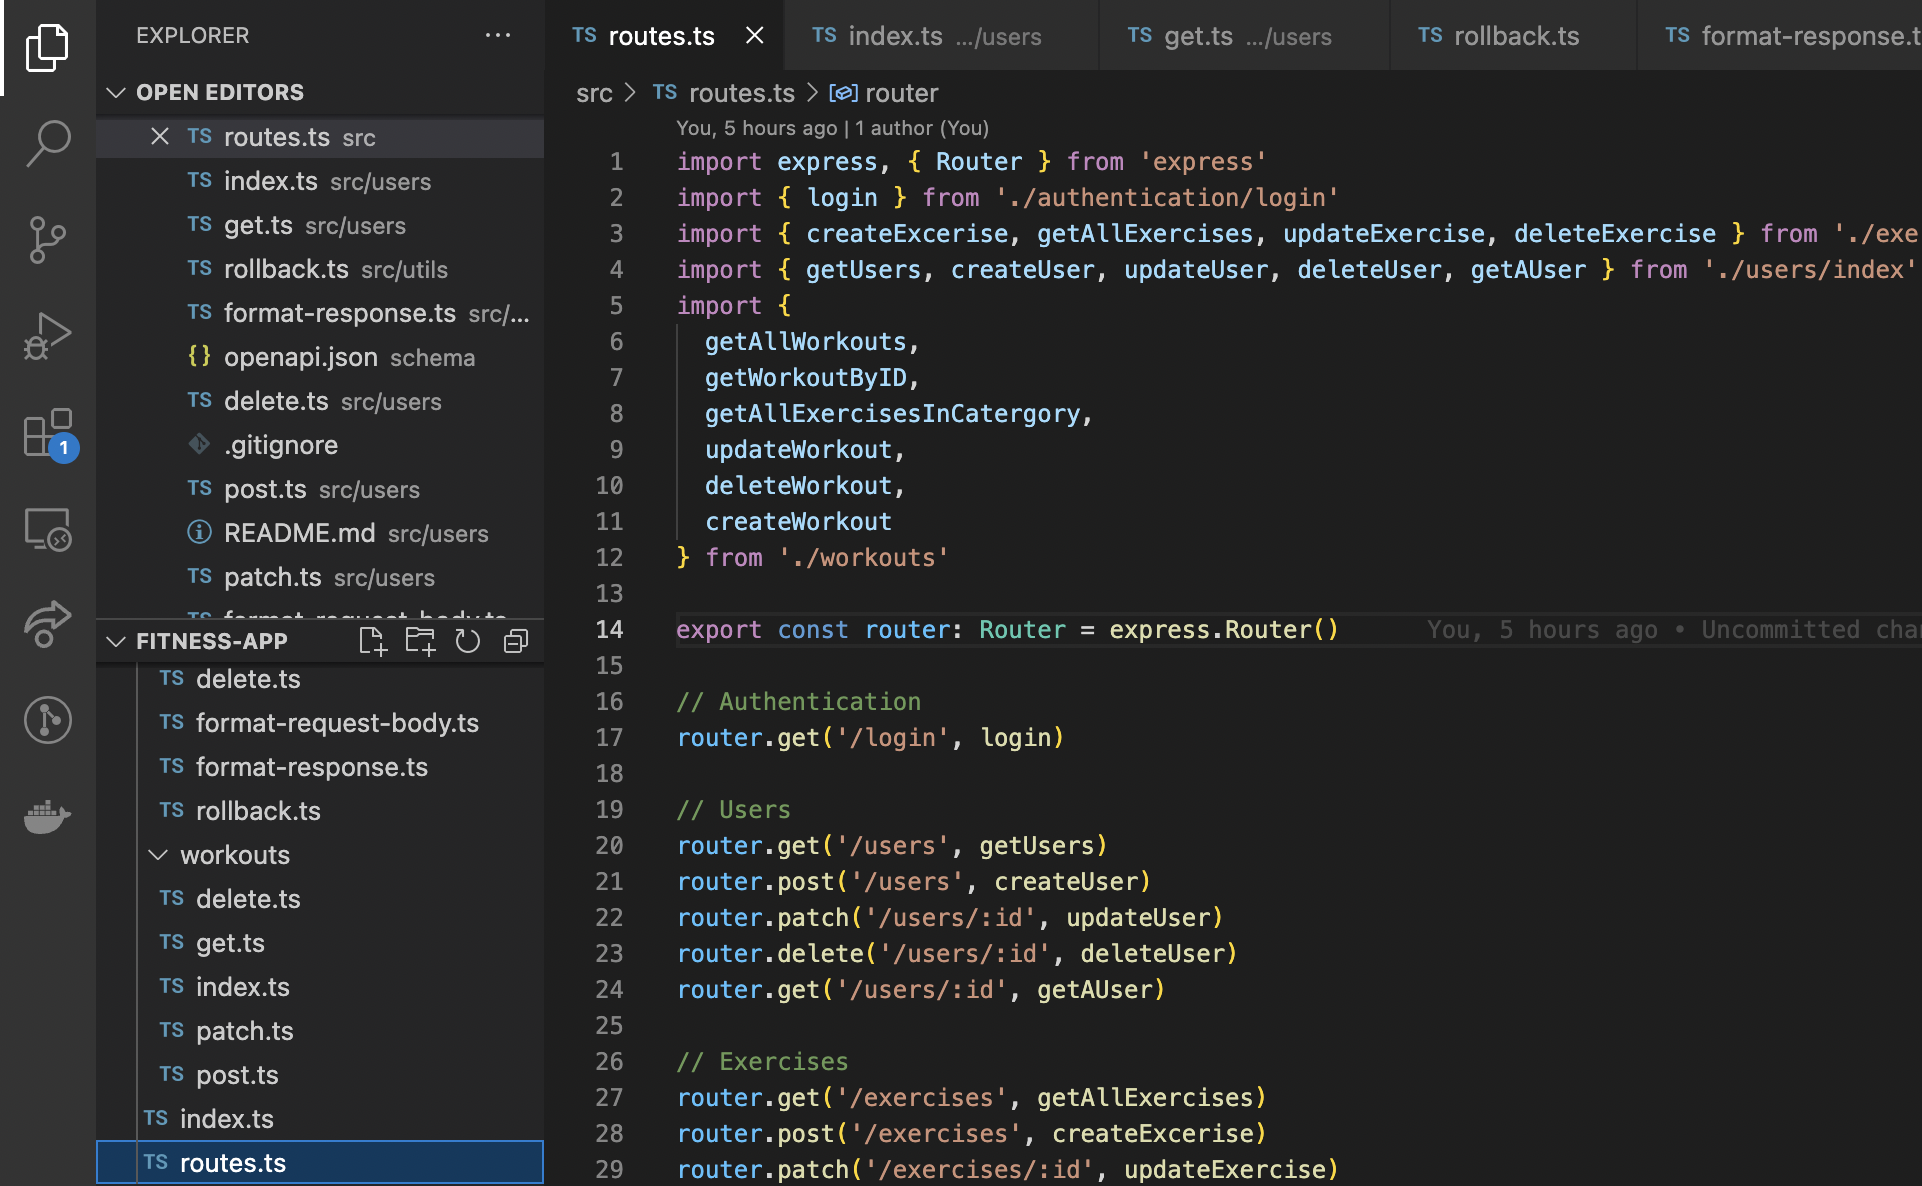 EXPLORER
OPEN EDITORS
TS routes.ts src
TS index.ts src/users
TS get.ts src/users
TS rollback.ts src/utils
TS format-response.ts src/...
{} openapi.json schema
TS delete.ts src/users
.gitignore
TS post.ts src/users
README.md src/users
TS patch.ts src/users
TS format-request-body.ts
FITNESS-APP
TS delete.ts
TS format-request-body.ts
TS format-response.ts
TS rollback.ts
workouts
TS delete.ts
TS get.ts
TS index.ts
TS patch.ts
TS post.ts
TS index.ts
TS routes.ts
1
TS routes.ts
TS index.ts .../users
TS get.ts .../users
TS rollback.ts
TS format-response.t
src > TS routes.ts > router
You, 5 hours ago | 1 author (You)
1 import express, { Router } from 'express'
2 import { login } from './authentication/login'
3 import { createExcerise, getAllExercises, updateExercise, deleteExercise } from './exe
4 import { getUsers, createUser, updateUser, deleteUser, getAUser } from './users/index'
5 import {
6 getAllWorkouts,
7 getWorkoutByID,
8 getAllExercisesInCatergory,
9 updateWorkout,
10 deleteWorkout,
11 createWorkout
12 } from './workouts'
13
14 export const router: Router = express.Router() You, 5 hours ago • Uncommitted cha
15
16 // Authentication
17 router.get('/login', login)
18
19 // Users
20 router.get('/users', getUsers)
21 router.post('/users', createUser)
22 router.patch('/users/:id', updateUser)
23 router.delete('/users/:id', deleteUser)
24 router.get('/users/:id', getAUser)
25
26 // Exercises
27 router.get('/exercises', getAllExercises)
28 router.post('/exercises', createExcerise)
29 router.patch('/exercises/:id', updateExercise)